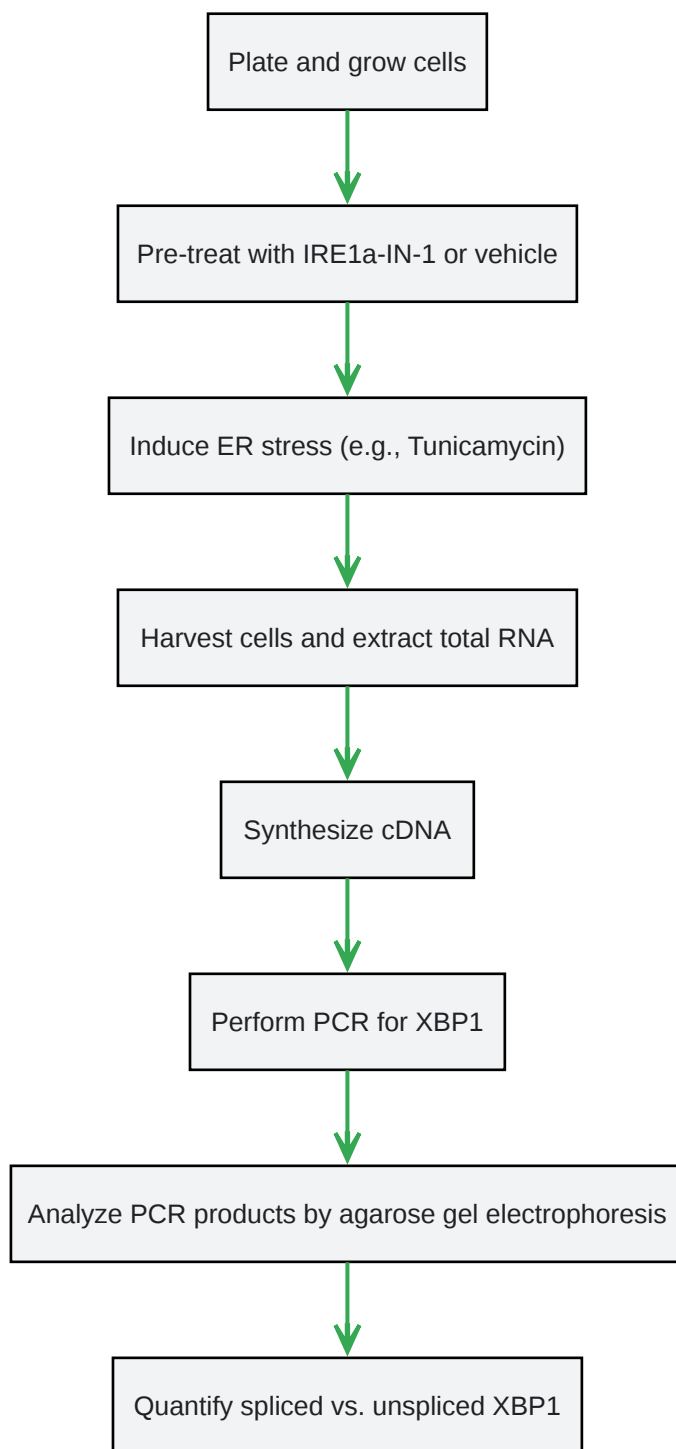 Plate and grow cells
Pre-treat with IRE1a-IN-1 or vehicle
Induce ER stress (e.g., Tunicamycin)
Harvest cells and extract total RNA
Synthesize cDNA
Perform PCR for XBP1
Analyze PCR products by agarose gel electrophoresis
Quantify spliced vs. unspliced XBP1